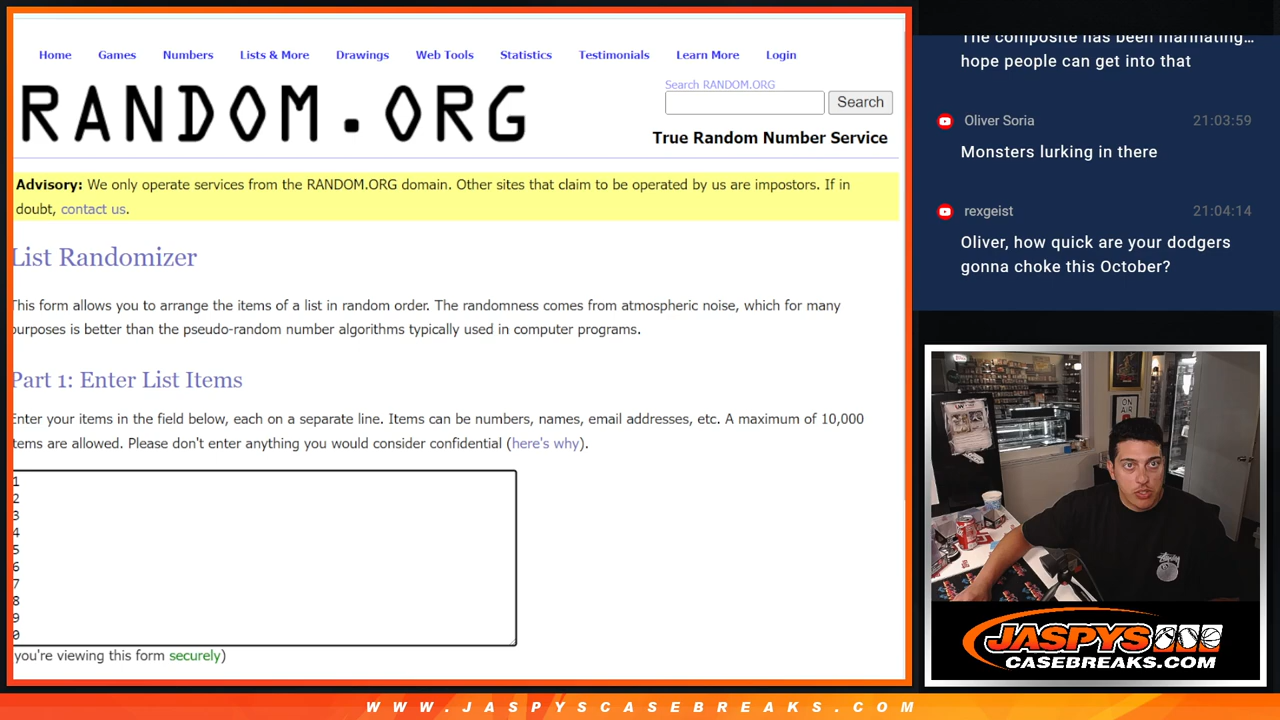 Home Games Numbers Lists & More Drawings Web Tools Statistics Testimonials Learn More Login
RANDOM.ORG
Search RANDOM.ORG
Search
True Random Number Service
Advisory: We only operate services from the RANDOM.ORG domain. Other sites that claim to be operated by us are impostors. If in
doubt, contact us.
List Randomizer
This form allows you to arrange the items of a list in random order. The randomness comes from atmospheric noise, which for many
purposes is better than the pseudo-random number algorithms typically used in computer programs.
Part 1: Enter List Items
Enter your items in the field below, each on a separate line. Items can be numbers, names, email addresses, etc. A maximum of 10,000
items are allowed. Please don't enter anything you would consider confidential (here's why).
1
2
3
4
5
6
7
8
9
0
you're viewing this form securely)
The composite has been marinating…
hope people can get into that
Oliver Soria 21:03:59
Monsters lurking in there
rexgeist 21:04:14
Oliver, how quick are your dodgers
gonna choke this October?
ON
AIR
JASPYS
CASEBREAKS.COM
WWW.JASPYSCASEBREAKS.COM